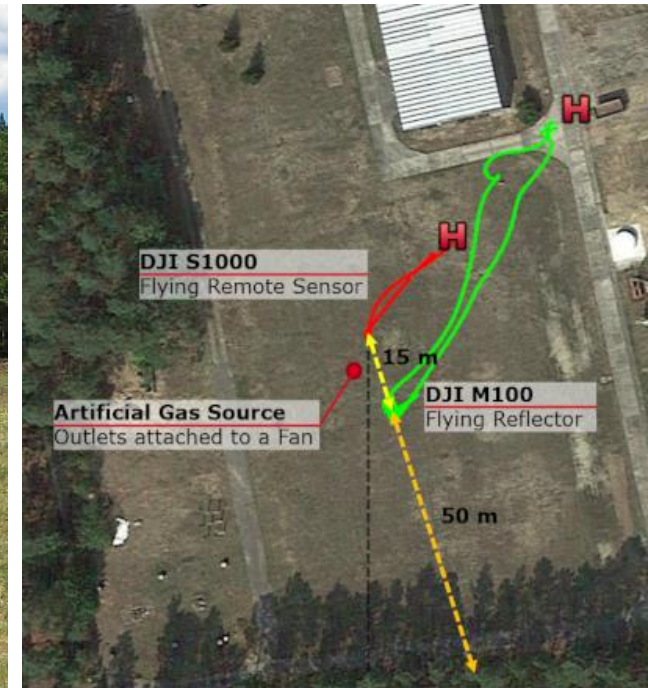 H
H
DJI S1000
Flying Remote Sensor
15 m
DJI M100
Flying Reflector
Artificial Gas Source
Outlets attached to a Fan
50 m